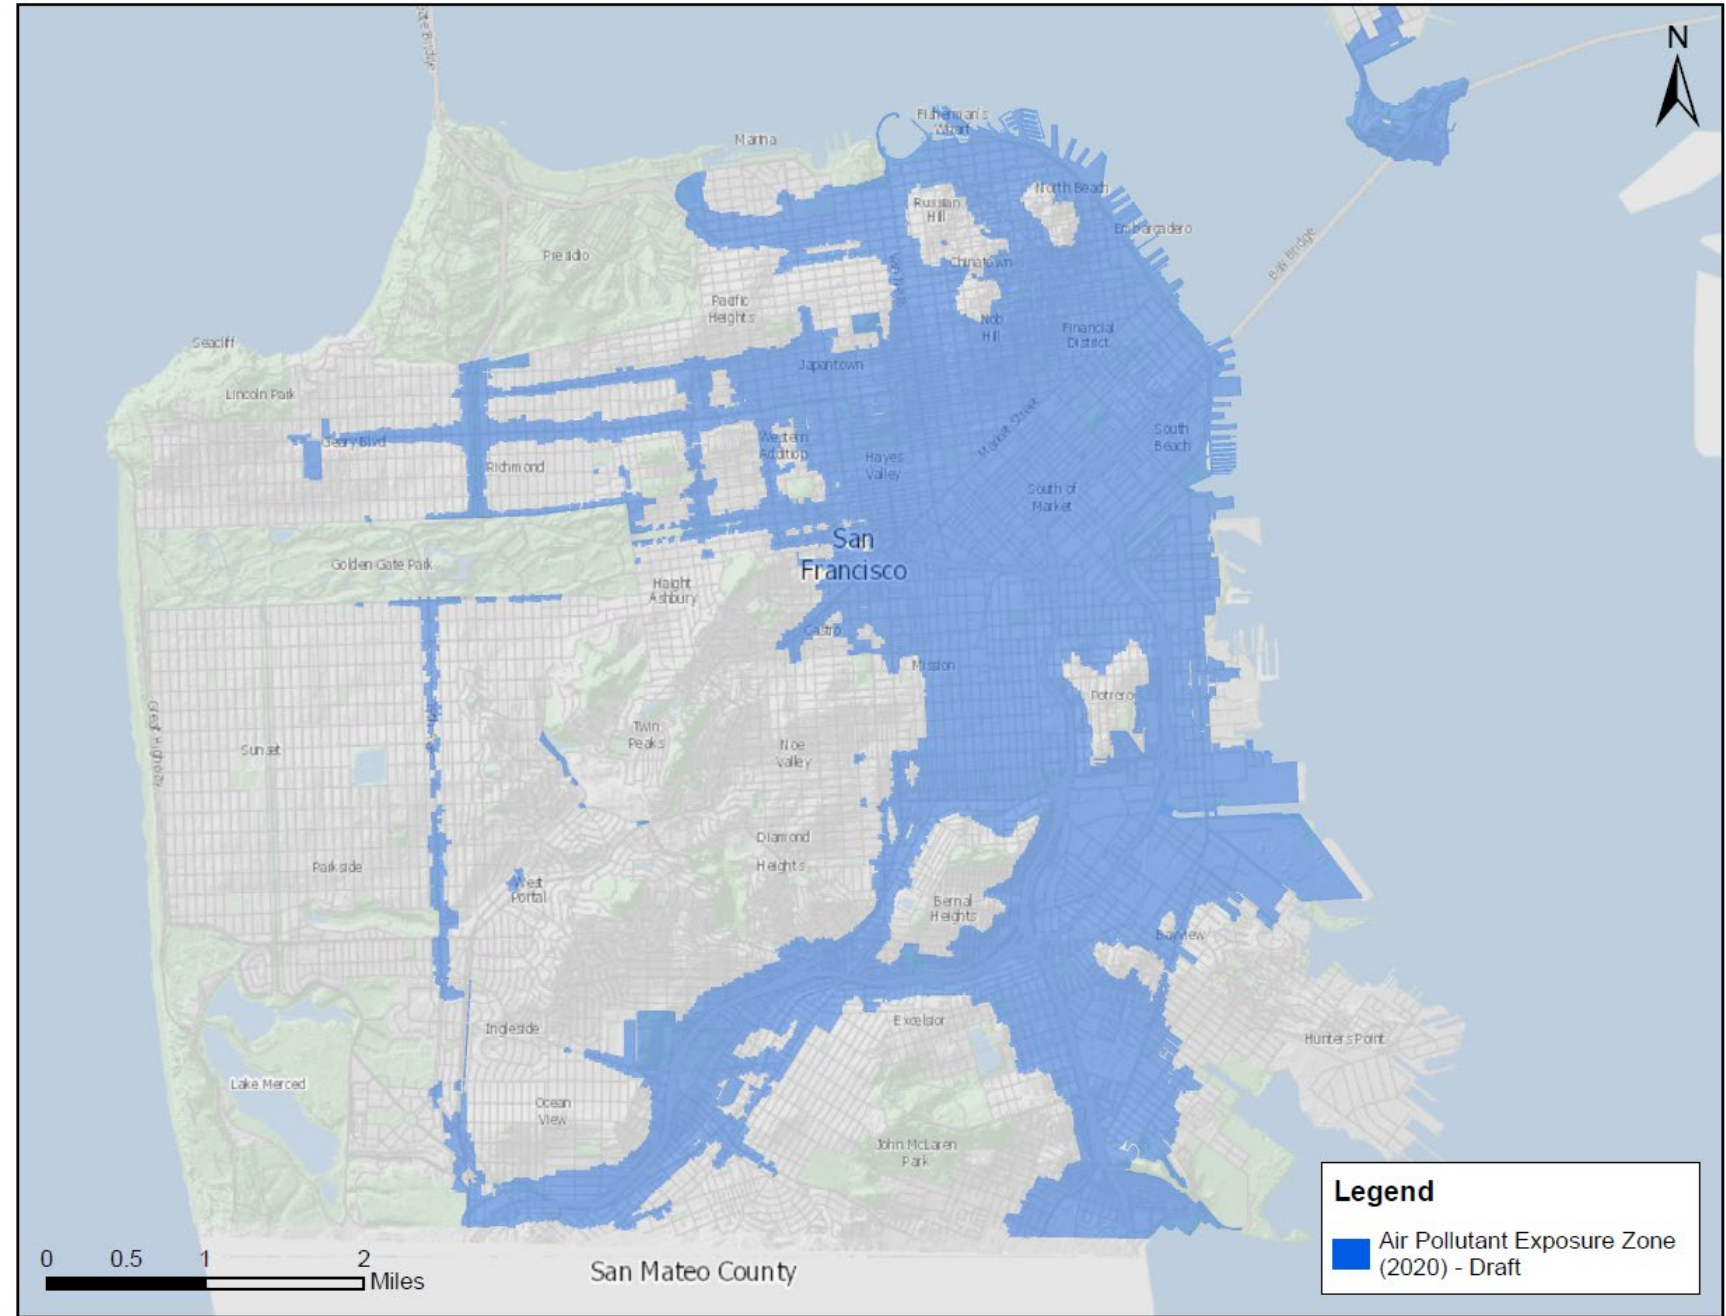 N
Fisherman's
Wharf
Marina
North Beach
Russian
Hill
Embarcadero
Presidio
Chinatown
Bay Bridge
Pacific
Heights
Nob
Hill
Financial
District
Seacliff
Japantown
Lincoln Park
Market Street
South
Beach
Geary Blvd
Western
Addition
Richmond
Hayes
Valley
South of
Market
San
Francisco
Golden Gate Park
Haight
Ashbury
Castro
Mission
Potrero
Great Highway
Twin
Peaks
Sunset
Noe
Valley
Diamond
Heights
Parkside
West
Portal
Bernal
Heights
Bayview
Ingleside
Excelsior
Hunters Point
Lake Merced
Ocean
View
John McLaren
Park
Legend
Air Pollutant Exposure Zone
(2020) - Draft
0 0.5 1 2
Miles
San Mateo County